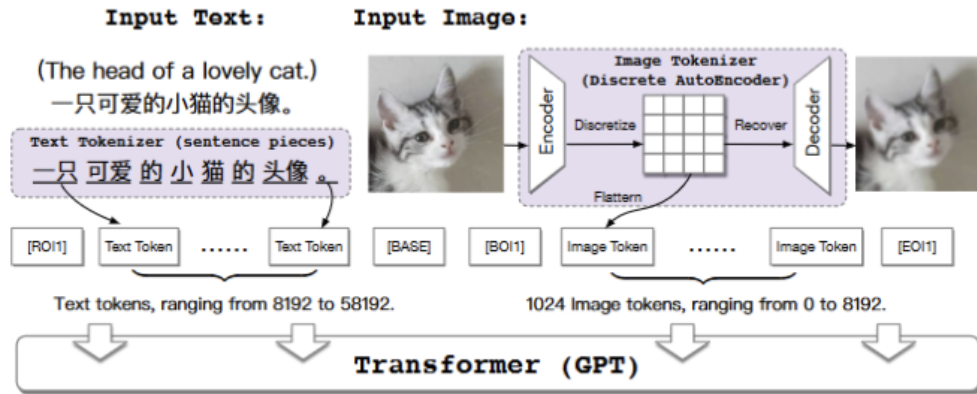 Input Text:
Input Image:
(The head of a lovely cat.)
一只可爱的小猫的头像。
Text Tokenizer (sentence pieces)
一只 可爱 的 小 猫 的 头像 。
Image Tokenizer
(Discrete AutoEncoder)
Encoder
Discretize
Recover
Decoder
Flattern
[ROI1]
Text Token
......
Text Token
[BASE]
[BOI1]
Image Token
......
Image Token
[EOI1]
Text tokens, ranging from 8192 to 58192.
1024 Image tokens, ranging from 0 to 8192.
Transformer (GPT)